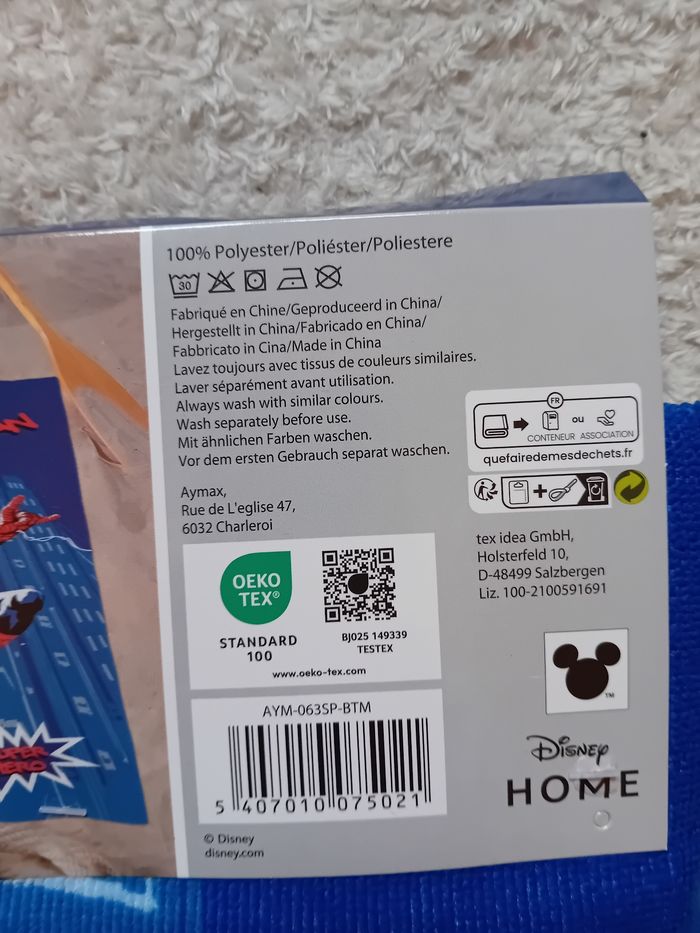 100% Polyester/Poliéster/Poliestere
30
Fabriqué en Chine/Geproduceerd in China/
Hergestellt in China/Fabricado en China/
Fabbricato in Cina/Made in China
Lavez toujours avec tissus de couleurs similaires.
Laver séparément avant utilisation.
Always wash with similar colours.
Wash separately before use.
Mit ähnlichen Farben waschen.
Vor dem ersten Gebrauch separat waschen.
FR
ou
CONTENEUR ASSOCIATION
quefairedemesdechets.fr
Aymax,
Rue de L'eglise 47,
6032 Charleroi
tex idea GmbH,
Holsterfeld 10,
D-48499 Salzbergen
Liz. 100-2100591691
OEKO
TEX®
STANDARD
100
BJ025 149339
TESTEX
www.oeko-tex.com
AYM-063SP-BTM
5 407010 075021
TM
Disney
HOME
© Disney
disney.com
SUPER
HERO